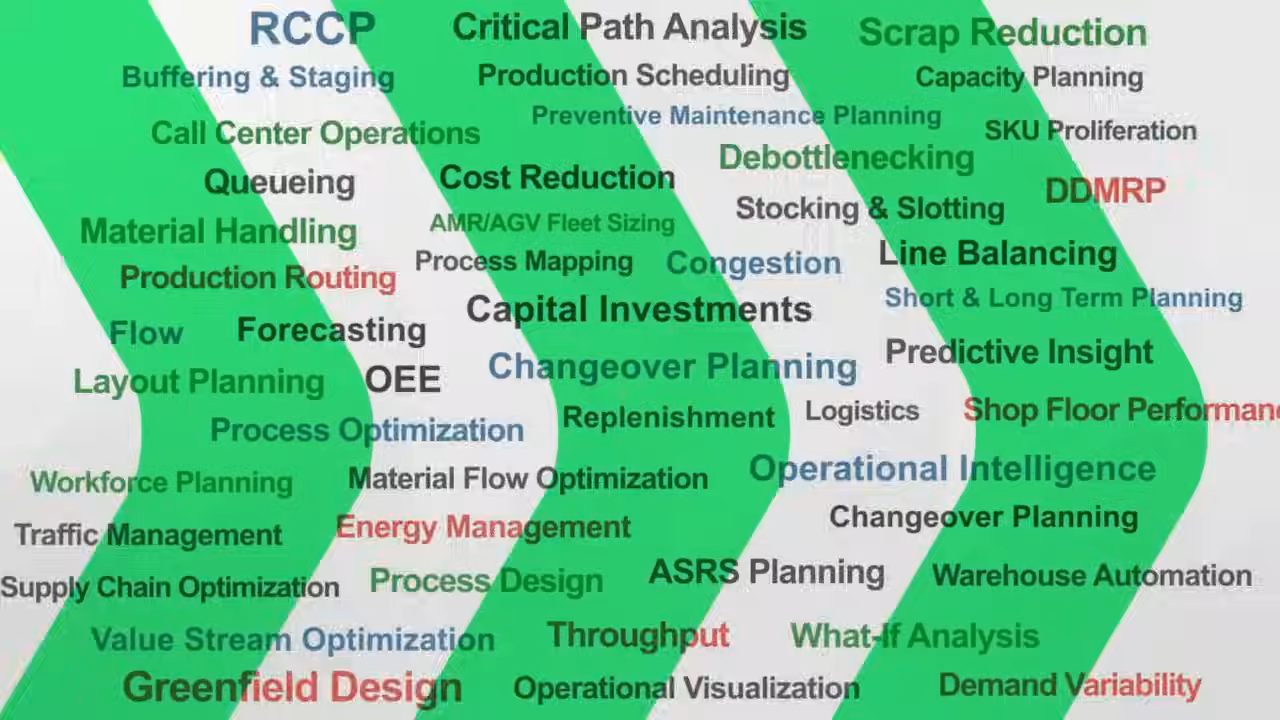 RCCP
Critical Path Analysis
Scrap Reduction
Buffering & Staging
Production Scheduling
Capacity Planning
Preventive Maintenance Planning
Call Center Operations
SKU Proliferation
Debottlenecking
Queueing
Cost Reduction
DDMRP
Stocking & Slotting
Material Handling
AMR/AGV Fleet Sizing
Process Mapping
Congestion
Line Balancing
Production Routing
Short & Long Term Planning
Capital Investments
Flow
Forecasting
Predictive Insight
Changeover Planning
Layout Planning
OEE
Replenishment
Logistics
Shop Floor Performanc
Process Optimization
Operational Intelligence
Workforce Planning
Material Flow Optimization
Changeover Planning
Traffic Management
Energy Management
ASRS Planning
Warehouse Automation
Supply Chain Optimization
Process Design
Value Stream Optimization
Throughput
What-If Analysis
Greenfield Design
Operational Visualization
Demand Variability